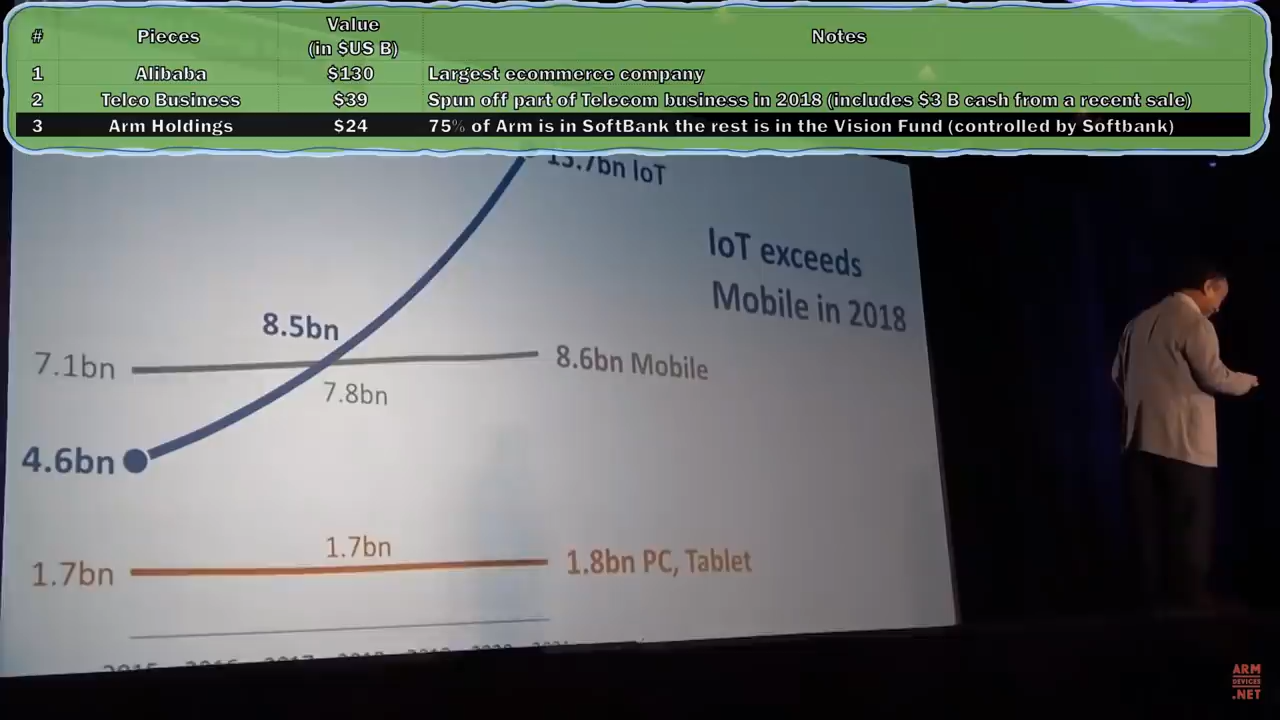 # Pieces Value (in $US B) Notes
1 Alibaba $130 Largest ecommerce company
2 Telco Business $39 Spun off part of Telecom business in 2018 (includes $3 B cash from a recent sale)
3 Arm Holdings $24 75% of Arm is in SoftBank the rest is in the Vision Fund (controlled by Softbank)
IoT
IoT exceeds
Mobile in 2018
8.5bn
7.1bn
8.6bn Mobile
7.8bn
4.6bn
1.7bn
1.7bn
1.8bn PC, Tablet
ARM
DEVICES
.NET